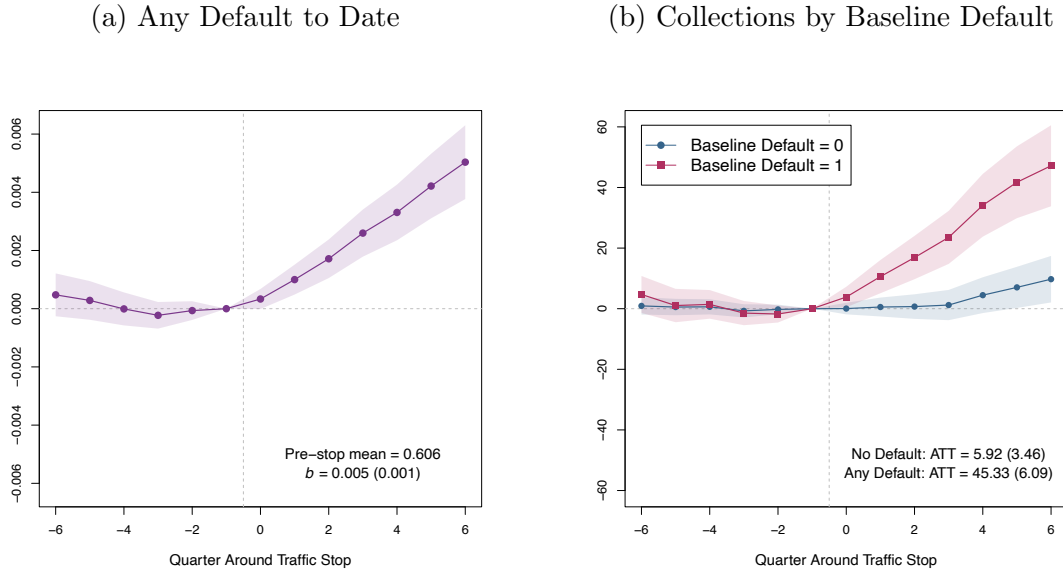 (a) Any Default to Date
0.006
0.004
0.002
0.000
−0.002
−0.004
−0.006
Pre−stop mean = 0.606
b = 0.005 (0.001)
−6 −4 −2 0 2 4 6
Quarter Around Traffic Stop
(b) Collections by Baseline Default
60
40
20
0
−20
−40
−60
Baseline Default = 0
Baseline Default = 1
No Default: ATT = 5.92 (3.46)
Any Default: ATT = 45.33 (6.09)
−6 −4 −2 0 2 4 6
Quarter Around Traffic Stop